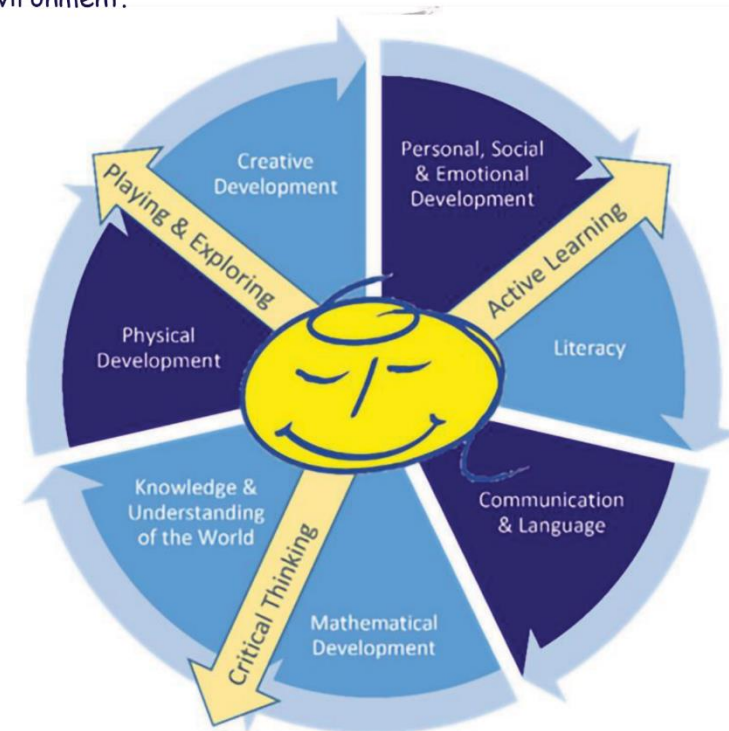 Creative
Development
Personal, Social
& Emotional
Development
Playing & Exploring
Active Learning
Physical
Development
Literacy
Knowledge &
Understanding
of the World
Communication
& Language
Critical Thinking
Mathematical
Development